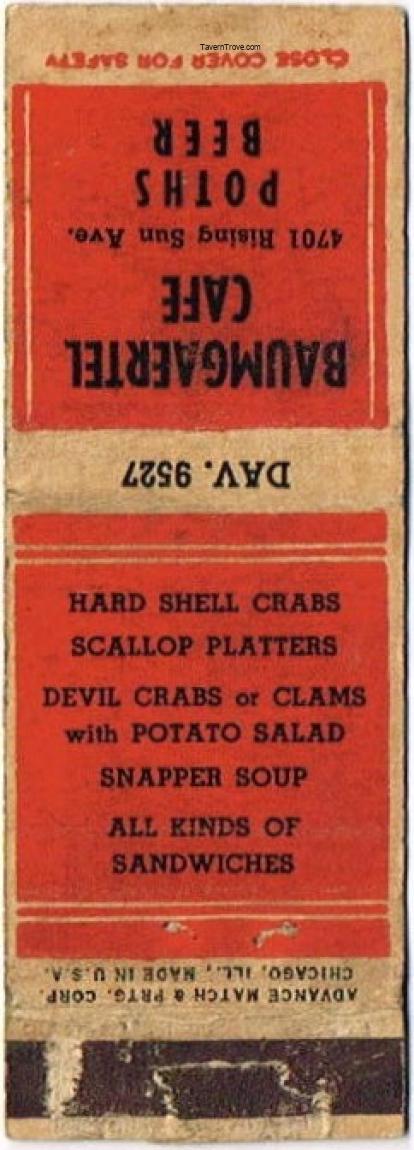 TavernTrove.com
CLOSE COVER FOR SAFETY
BAUMGAERTEL
CAFE
4701 Rising Sun Ave.
POTHS
BEER
DAV. 9527
HARD SHELL CRABS
SCALLOP PLATTERS
DEVIL CRABS or CLAMS
with POTATO SALAD
SNAPPER SOUP
ALL KINDS OF
SANDWICHES
ADVANCE MATCH & PRTG. CORP.
CHICAGO, ILL., MADE IN U.S.A.